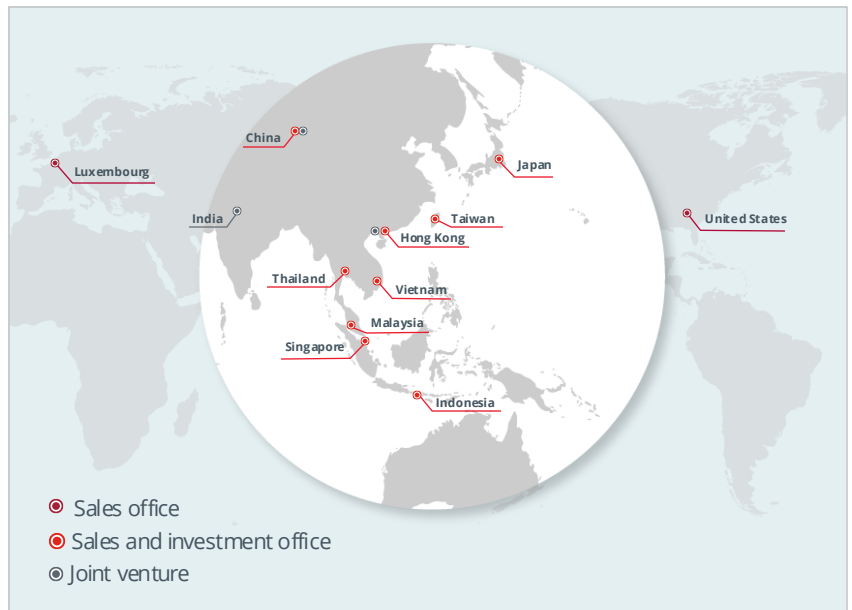 China
Japan
Luxembourg
India
Taiwan
United States
Hong Kong
Thailand
Vietnam
Malaysia
Singapore
Indonesia
Sales office
Sales and investment office
Joint venture